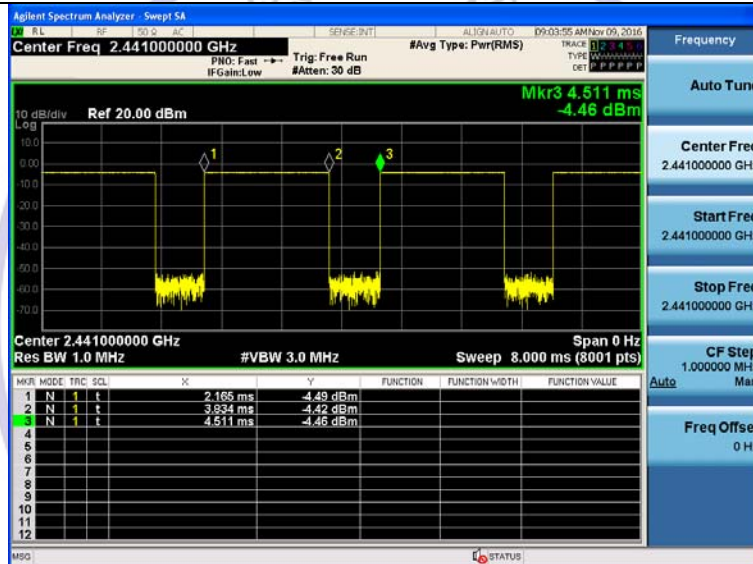 Agilent Spectrum Analyzer - Swept SA
RL RF 50 Ω AC SENSE:INT ALIGN AUTO 09:03:55 AM Nov 09, 2016
Center Freq 2.441000000 GHz
#Avg Type: Pwr(RMS)
TRACE 1 2 3 4 5 6
TYPE W
DET P P P P P P
PNO: Fast
IFGain:Low
Trig: Free Run
#Atten: 30 dB
Mkr3 4.511 ms
-4.46 dBm
10 dB/div Ref 20.00 dBm
Log
10.0
0.00
-10.0
-20.0
-30.0
-40.0
-50.0
-60.0
-70.0
1 2 3
Center 2.441000000 GHz Span 0 Hz
Res BW 1.0 MHz #VBW 3.0 MHz Sweep 8.000 ms (8001 pts)
MKR MODE TRC SCL X Y FUNCTION FUNCTION WIDTH FUNCTION VALUE
1 N 1 t 2.165 ms -4.49 dBm
2 N 1 t 3.934 ms -4.42 dBm
3 N 1 t 4.511 ms -4.46 dBm
4
5
6
7
8
9
10
11
12
MSG STATUS
Frequency
Auto Tun
Center Fre
2.441000000 GH
Start Fre
2.441000000 GH
Stop Fre
2.441000000 GH
CF Step
1.000000 MH
Auto Ma
Freq Offse
0 H